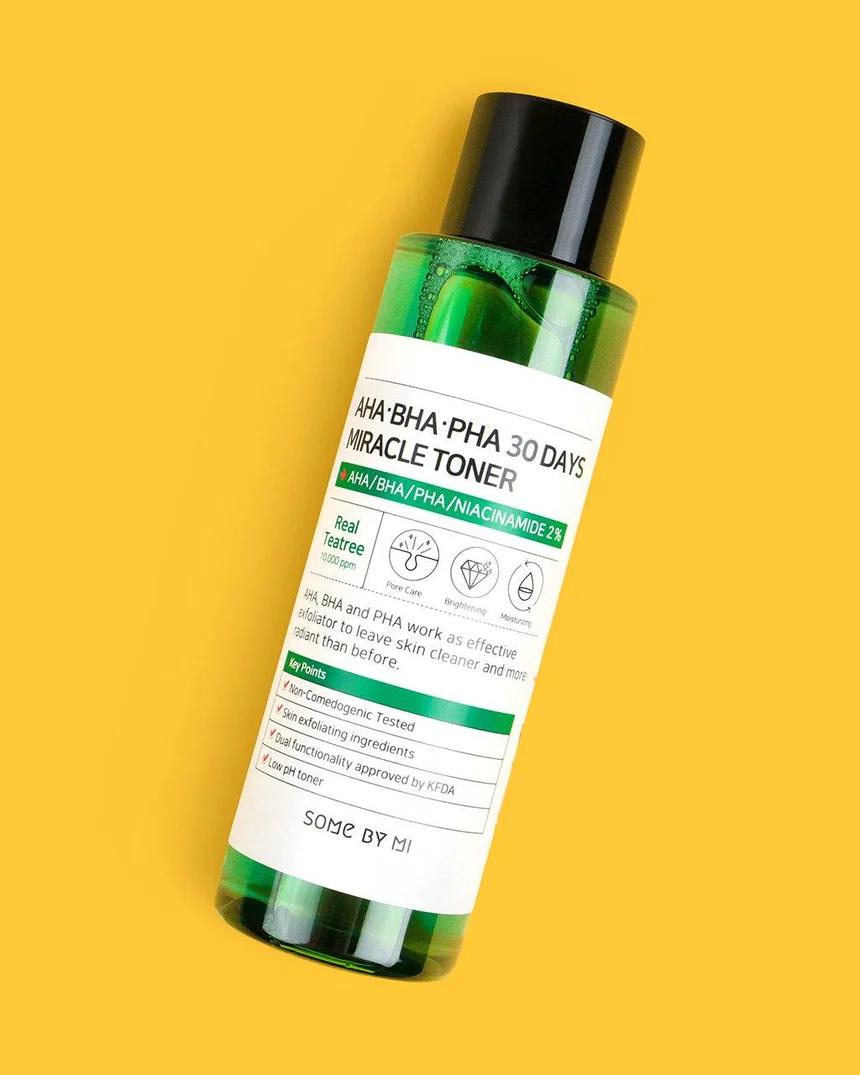 AHA·BHA·PHA 30 DAYS
MIRACLE TONER
+ AHA/BHA/PHA/NIACINAMIDE 2%
Real
Teatree
10,000 ppm
Pore Care
Brightening
Moisturizing
AHA, BHA and PHA work as effective
exfoliator to leave skin cleaner and more
radiant than before.
Key Points
✓ Non-Comedogenic Tested
✓ Skin exfoliating ingredients
✓ Dual functionality approved by KFDA
✓ Low pH toner
SOME BY MI